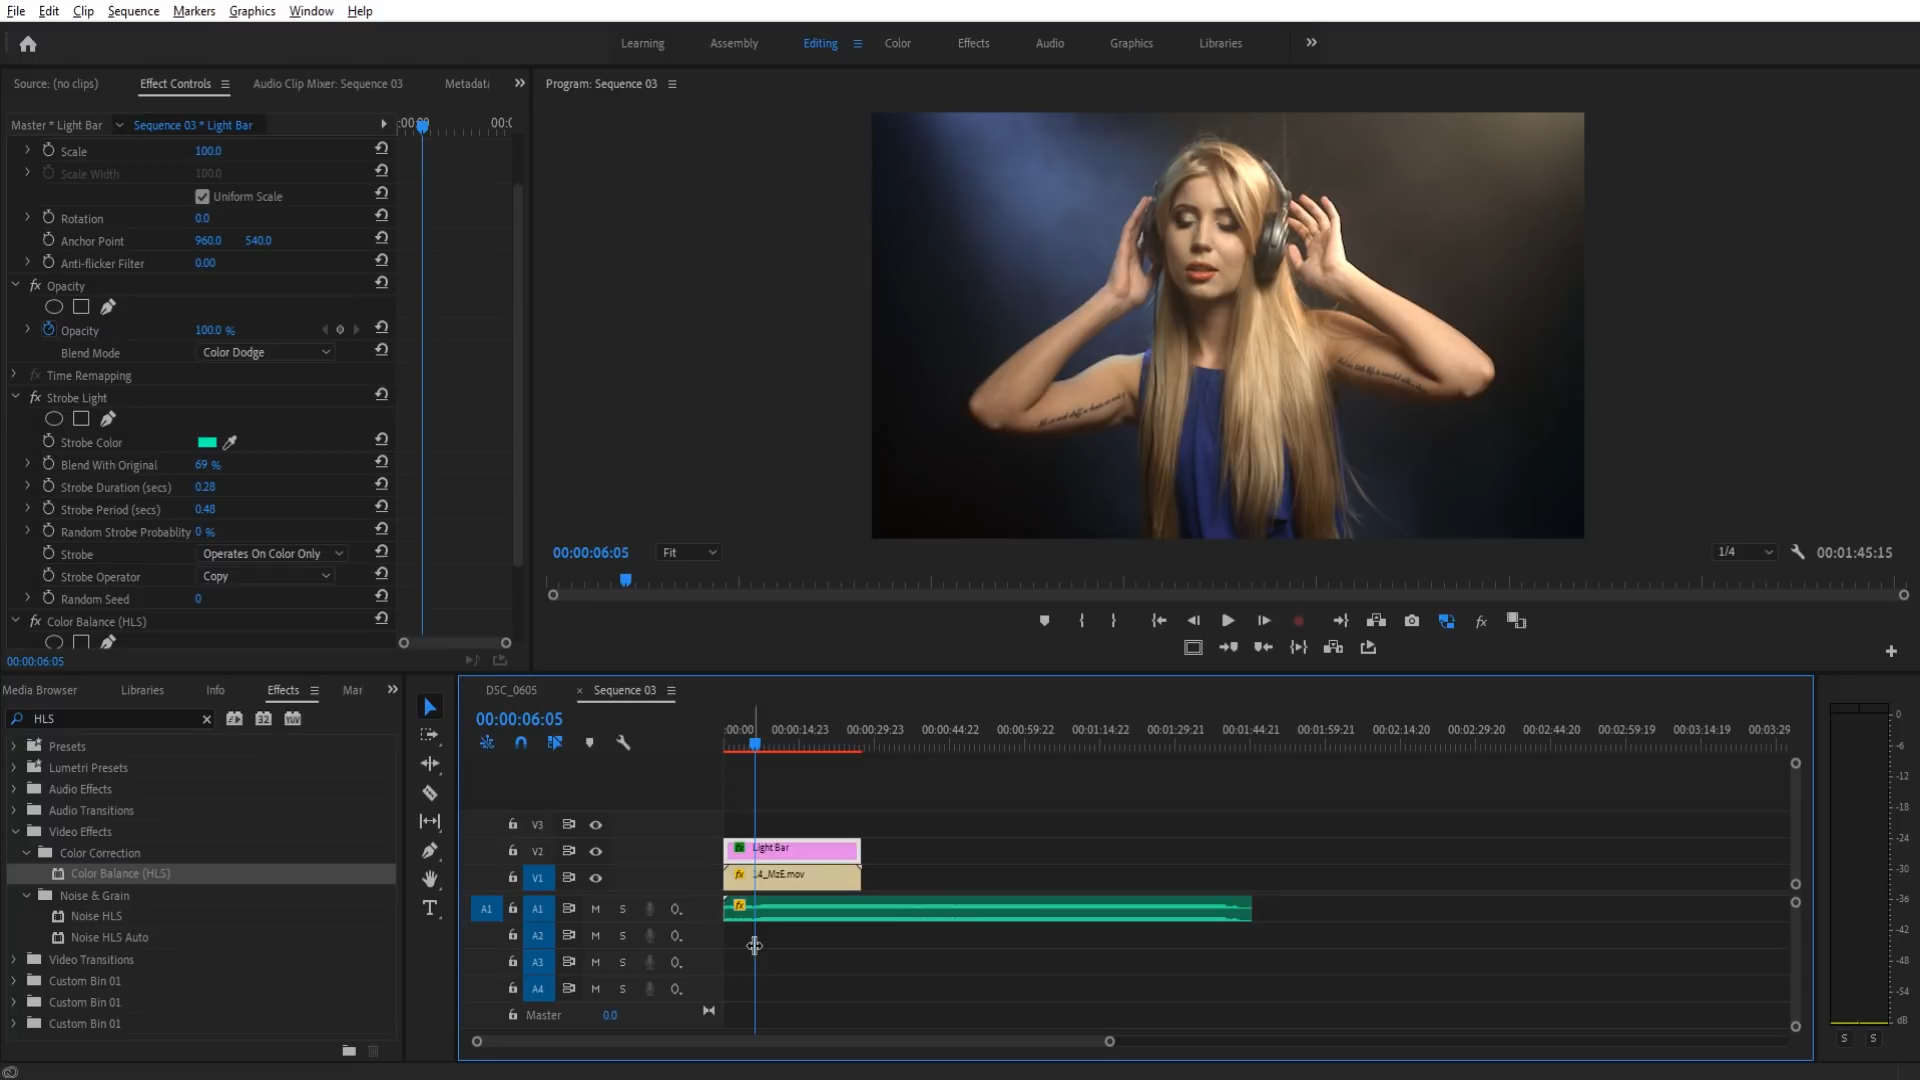 File Edit Clip Sequence Markers Graphics Window Help
Learning Assembly Editing Color Effects Audio Graphics Libraries
Source: (no clips) Effect Controls Audio Clip Mixer: Sequence 03 Metadat
Program: Sequence 03
Master * Light Bar Sequence 03 * Light Bar
Scale 100.0
Scale Width 100.0
Uniform Scale
Rotation 0.0
Anchor Point 960.0 540.0
Anti-flicker Filter 0.00
fx Opacity
Opacity 100.0 %
Blend Mode Color Dodge
fx Time Remapping
fx Strobe Light
Strobe Color
Blend With Original 69 %
Strobe Duration (secs) 0.28
Strobe Period (secs) 0.48
Random Strobe Probablity 0 %
Strobe Operates On Color Only
Strobe Operator Copy
Random Seed 0
fx Color Balance (HLS)
00:00:06:05
00:00:06:05 Fit 1/4 00:01:45:15
fx
Media Browser Libraries Info Effects Mar
HLS 32 YUV
Presets
Lumetri Presets
Audio Effects
Audio Transitions
Video Effects
Color Correction
Color Balance (HLS)
Noise & Grain
Noise HLS
Noise HLS Auto
Video Transitions
Custom Bin 01
Custom Bin 01
Custom Bin 01
DSC_0605 × Sequence 03
00:00:06:05
:00:00 00:00:14:23 00:00:29:23 00:00:44:22 00:00:59:22 00:01:14:22 00:01:29:21 00:01:44:21 00:01:59:21 00:02:14:20 00:02:29:20 00:02:44:20 00:02:59:19 00:03:14:19 00:03:29
V3
V2 fx Light Bar
V1 fx 14_MzE.mov
A1 A1 M S fx
A2 M S
A3 M S
A4 M S
Master 0.0
0
-6
-12
-18
-24
-30
-36
-42
-48
-54
dB
S S